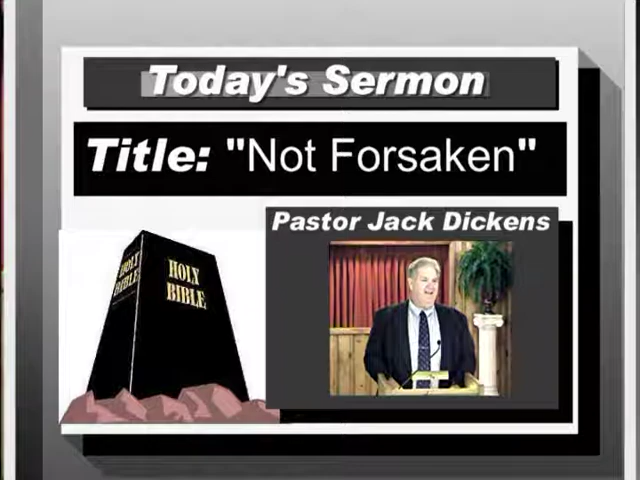 Today's Sermon
Title: "Not Forsaken"
Pastor Jack Dickens
HOLY BIBLE
HOLY
BIBLE